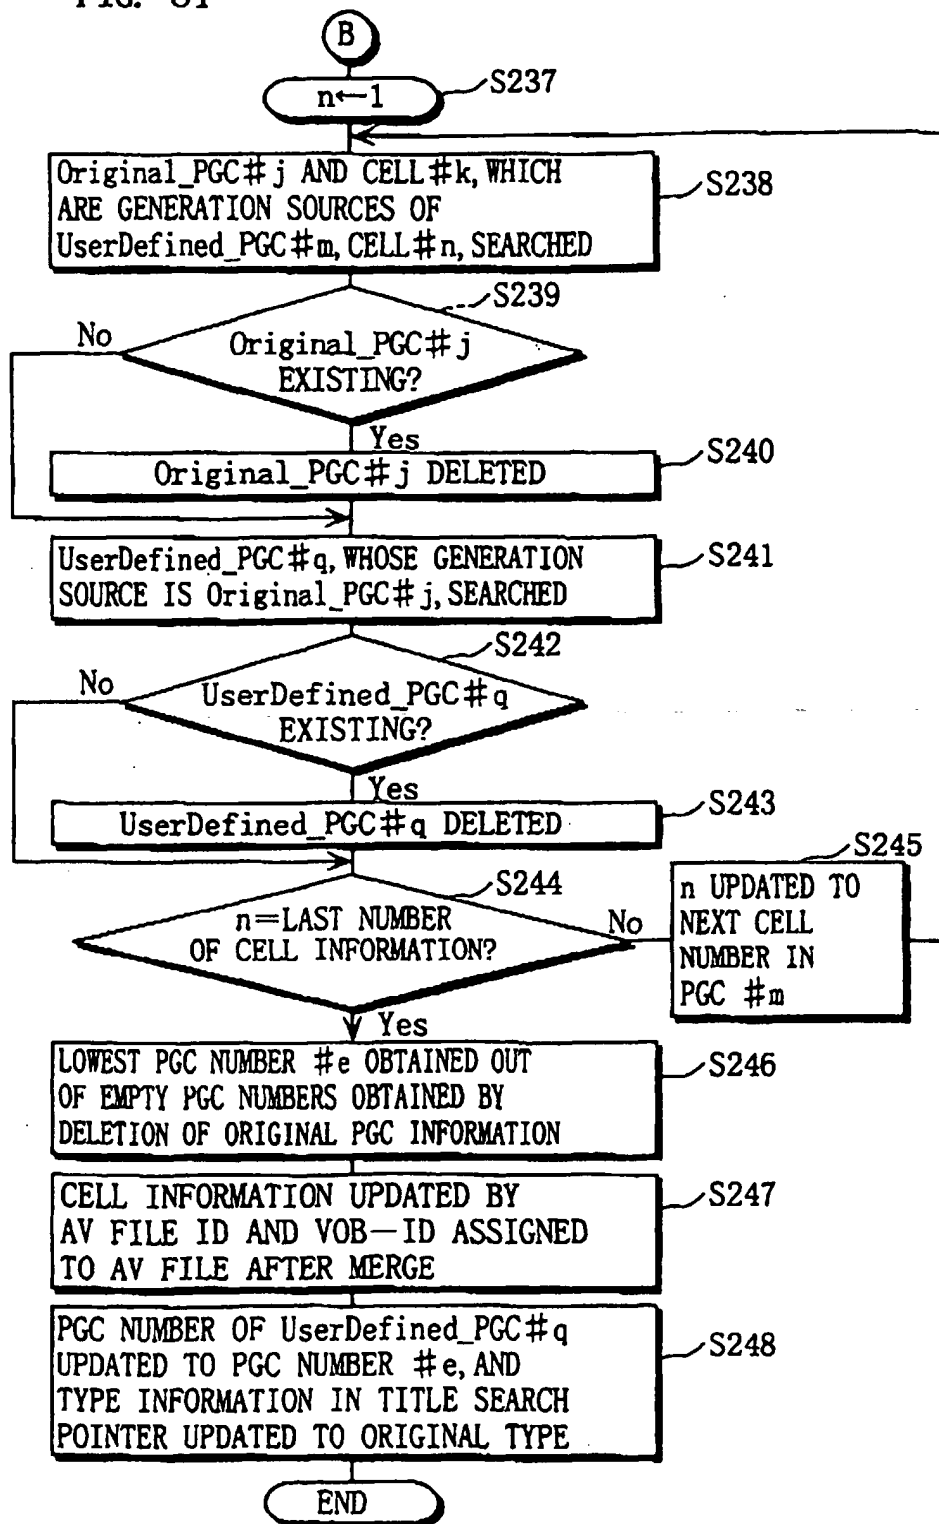 FIG. 81
B
n←1
S237
Original_PGC#j AND CELL#k, WHICH
ARE GENERATION SOURCES OF
UserDefined_PGC#m, CELL#n, SEARCHED
S238
S239
No
Original_PGC#j
EXISTING?
Yes
Original_PGC#j DELETED
S240
UserDefined_PGC#q, WHOSE GENERATION
SOURCE IS Original_PGC#j, SEARCHED
S241
S242
No
UserDefined_PGC#q
EXISTING?
Yes
UserDefined_PGC#q DELETED
S243
S244
n=LAST NUMBER
OF CELL INFORMATION?
No
S245
n UPDATED TO
NEXT CELL
NUMBER IN
PGC #m
Yes
LOWEST PGC NUMBER #e OBTAINED OUT
OF EMPTY PGC NUMBERS OBTAINED BY
DELETION OF ORIGINAL PGC INFORMATION
S246
CELL INFORMATION UPDATED BY
AV FILE ID AND VOB-ID ASSIGNED
TO AV FILE AFTER MERGE
S247
PGC NUMBER OF UserDefined_PGC#q
UPDATED TO PGC NUMBER #e, AND
TYPE INFORMATION IN TITLE SEARCH
POINTER UPDATED TO ORIGINAL TYPE
S248
END